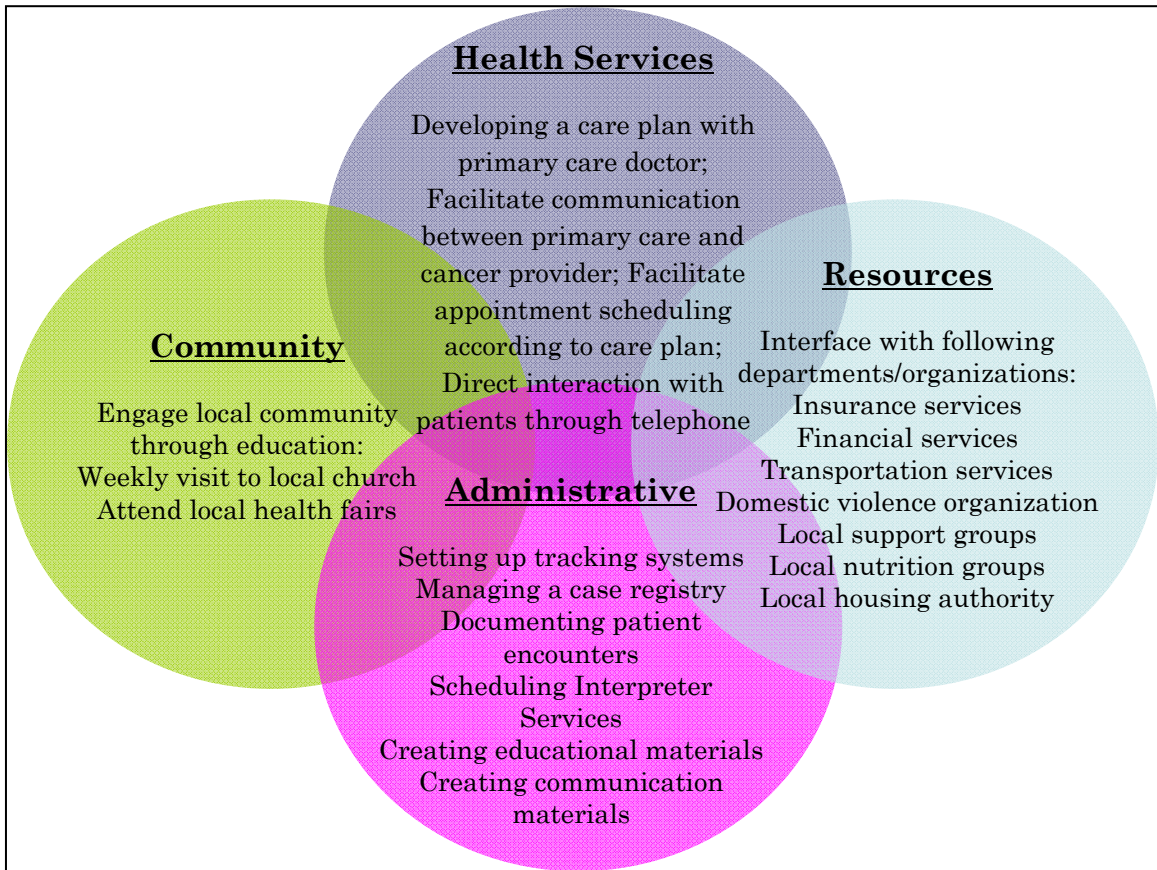 Health Services
Developing a care plan with
primary care doctor;
Facilitate communication
between primary care and
cancer provider; Facilitate
appointment scheduling
according to care plan;
Direct interaction with
patients through telephone
Community
Engage local community
through education:
Weekly visit to local church
Attend local health fairs
Resources
Interface with following
departments/organizations:
Insurance services
Financial services
Transportation services
Domestic violence organization
Local support groups
Local nutrition groups
Local housing authority
Administrative
Setting up tracking systems
Managing a case registry
Documenting patient
encounters
Scheduling Interpreter
Services
Creating educational materials
Creating communication
materials